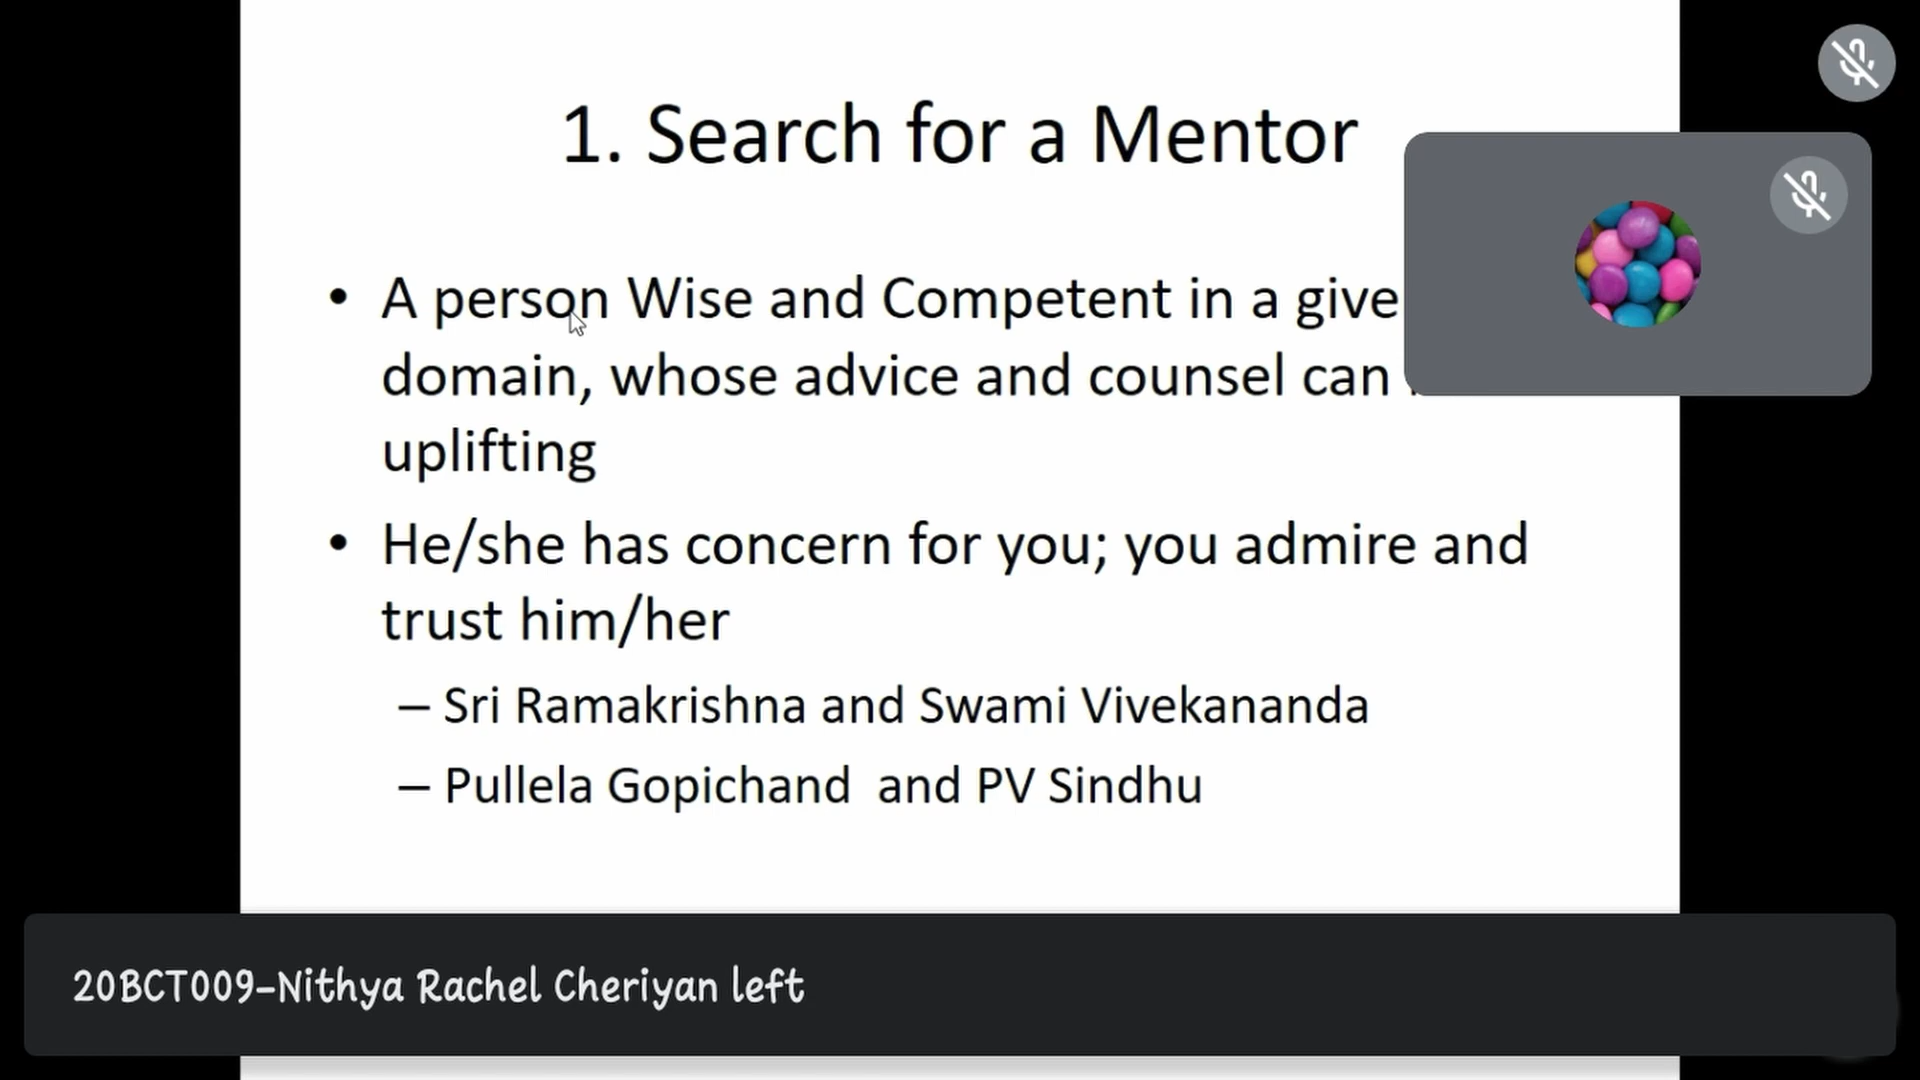 1. Search for a Mentor
• A person Wise and Competent in a give
domain, whose advice and counsel can
uplifting
• He/she has concern for you; you admire and
trust him/her
– Sri Ramakrishna and Swami Vivekananda
– Pullela Gopichand and PV Sindhu
20BCT009-Nithya Rachel Cheriyan left